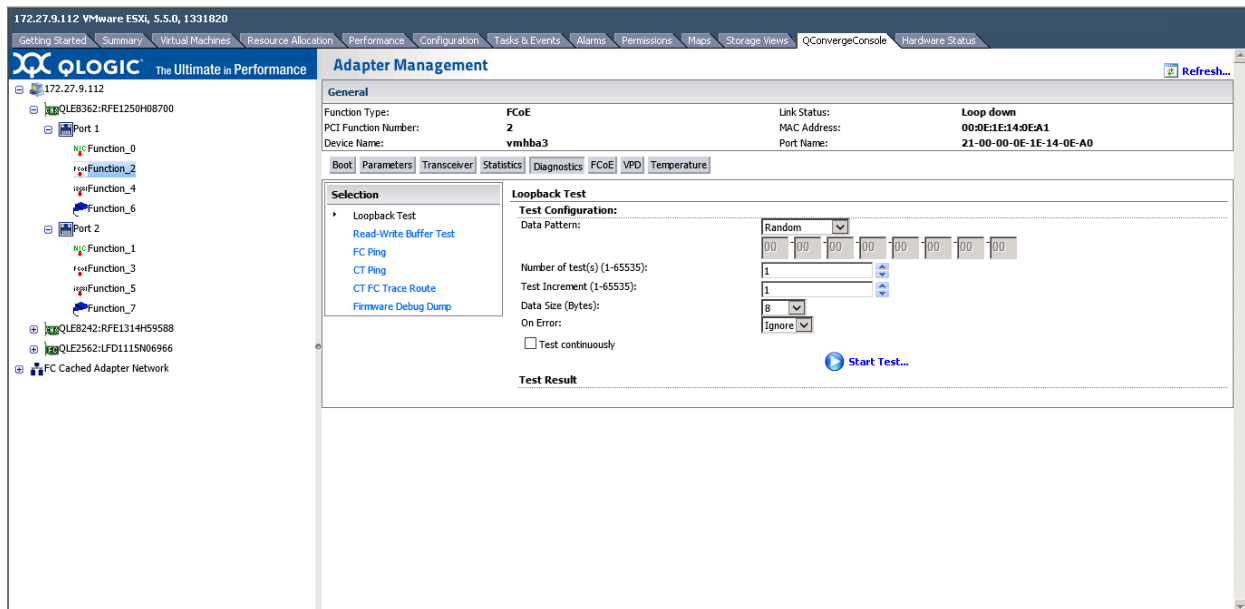 172.27.9.112 VMware ESXi, 5.5.0, 1331820
Getting Started Summary Virtual Machines Resource Allocation Performance Configuration Tasks & Events Alarms Permissions Maps Storage Views QConvergeConsole Hardware Status
QLOGIC The Ultimate in Performance
172.27.9.112
QLE8362:RFE1250H08700
Port 1
NIC Function_0
FCoE Function_2
iSCSI Function_4
Function_6
Port 2
NIC Function_1
FCoE Function_3
iSCSI Function_5
Function_7
QLE8242:RFE1314H59588
QLE2562:LFD1115N06966
FC Cached Adapter Network
Adapter Management
Refresh...
General
Function Type: FCoE Link Status: Loop down
PCI Function Number: 2 MAC Address: 00:0E:1E:14:0E:A1
Device Name: vmhba3 Port Name: 21-00-00-0E-1E-14-0E-A0
Boot Parameters Transceiver Statistics Diagnostics FCoE VPD Temperature
Selection
Loopback Test
Read-Write Buffer Test
FC Ping
CT Ping
CT FC Trace Route
Firmware Debug Dump
Loopback Test
Test Configuration:
Data Pattern: Random
00 -00 -00 -00 -00 -00 -00 -00
Number of test(s) (1-65535): 1
Test Increment (1-65535): 1
Data Size (Bytes): 8
On Error: Ignore
Test continuously
Start Test...
Test Result